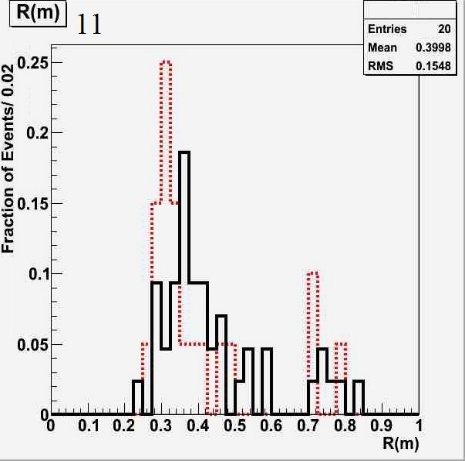 R(m)
11
Entries 20
Mean 0.3998
RMS 0.1548
Fraction of Events/ 0.02
0.25
0.2
0.15
0.1
0.05
0
0 0.1 0.2 0.3 0.4 0.5 0.6 0.7 0.8 0.9 1
R(m)